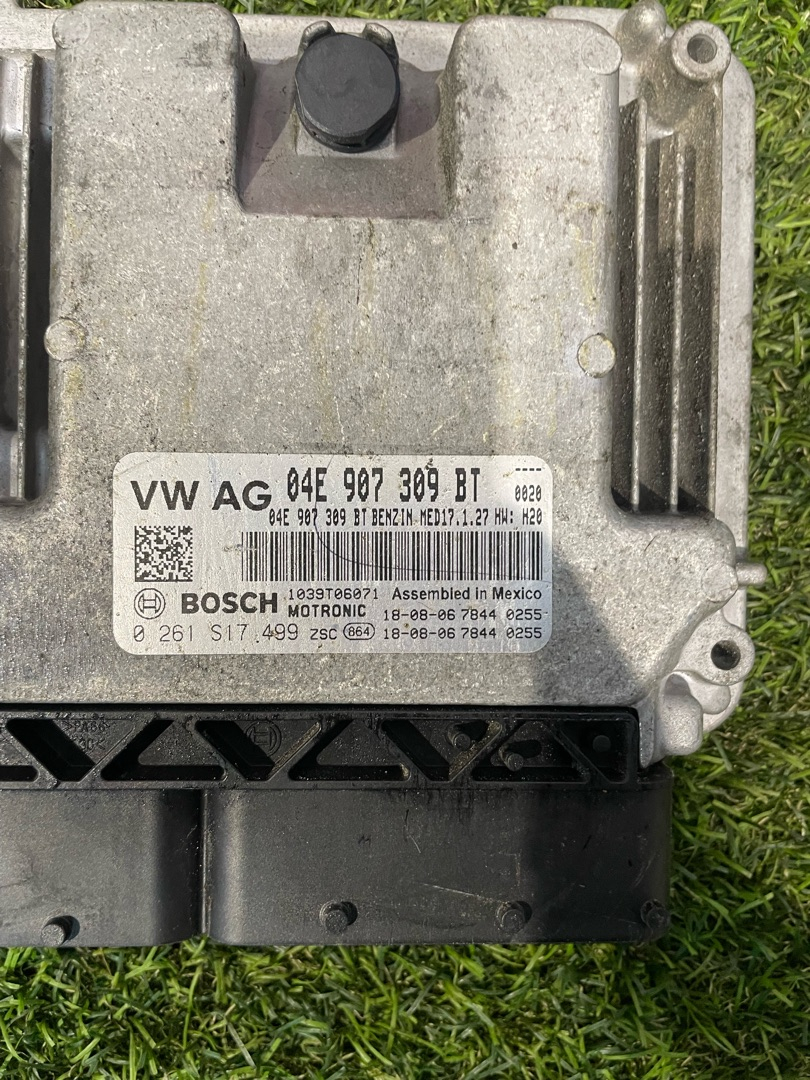 VW AG 04E 907 309 BT ---- 0020
04E 907 309 BT BENZIN MED17.1.27 HW: H20
BOSCH 1039T06071 Assembled in Mexico
MOTRONIC 18-08-06 7844 0255
0 261 S17 499 ZSC 864 18-08-06 7844 0255